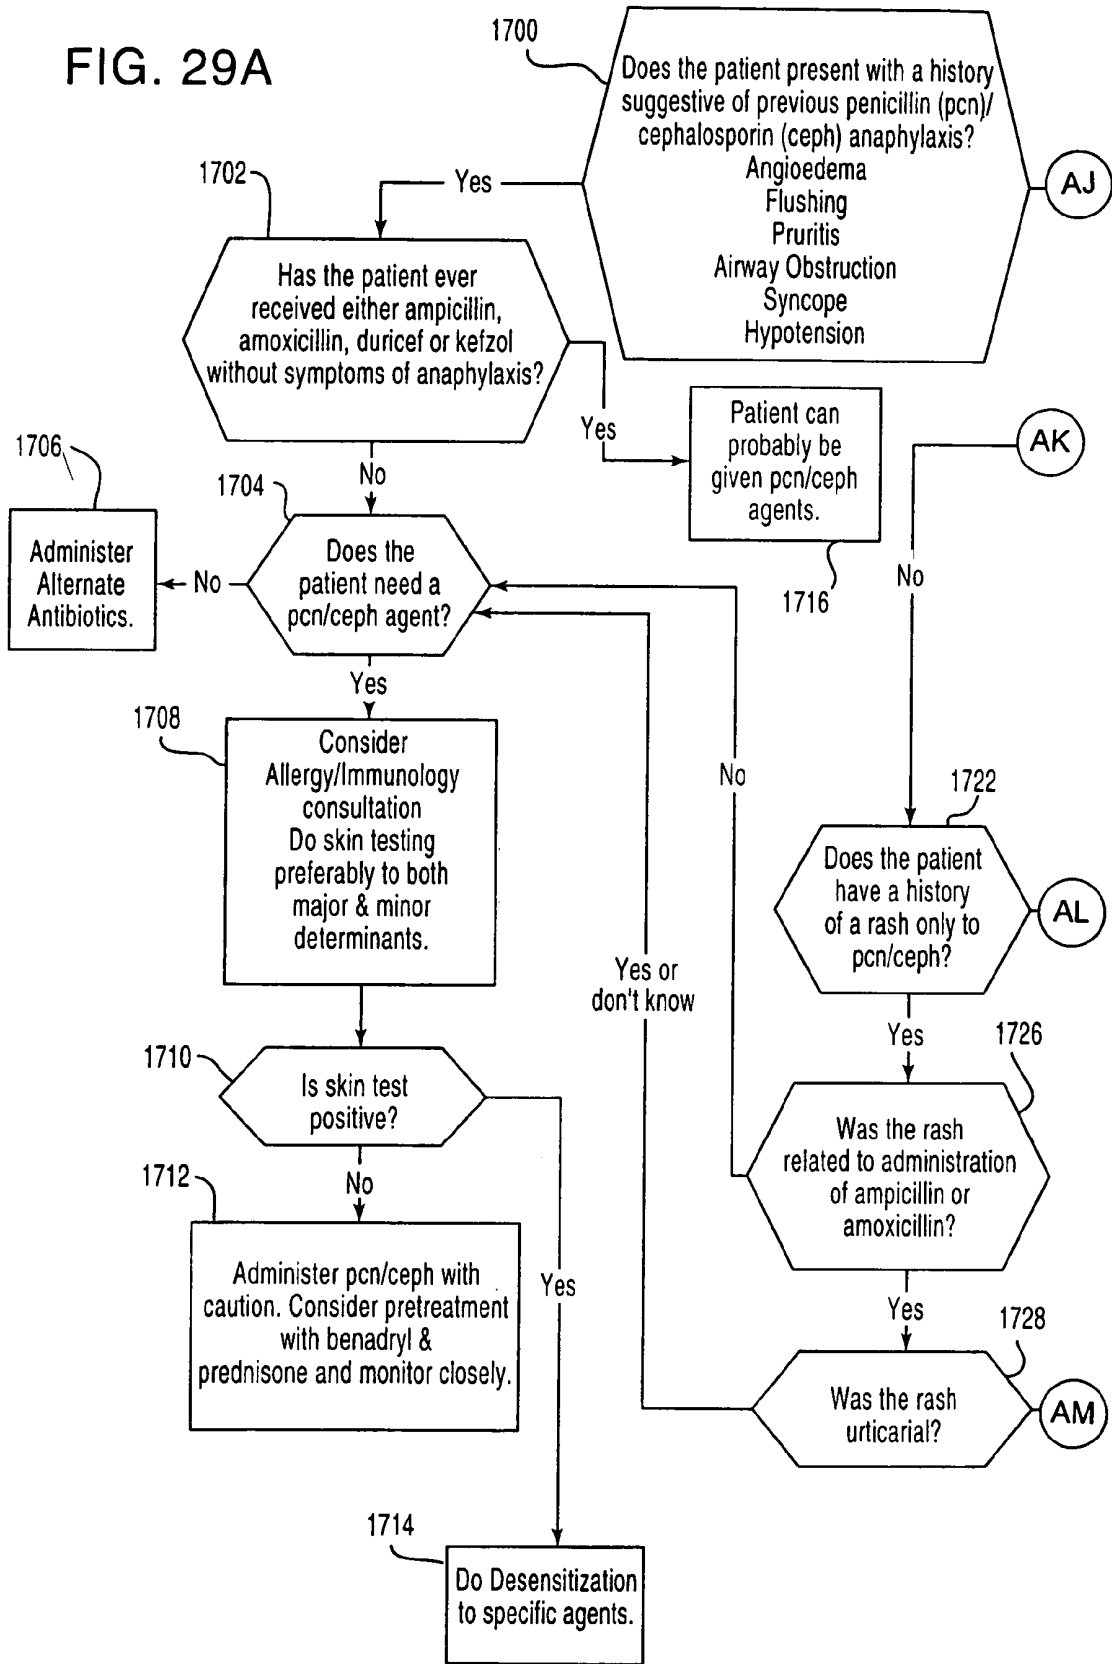 FIG. 29A
1700
Does the patient present with a history
suggestive of previous penicillin (pcn)/
cephalosporin (ceph) anaphylaxis?
Angioedema
Flushing
Pruritis
Airway Obstruction
Syncope
Hypotension
AJ
Yes
1702
Has the patient ever
received either ampicillin,
amoxicillin, duricef or kefzol
without symptoms of anaphylaxis?
Yes
Patient can
probably be
given pcn/ceph
agents.
1716
AK
No
No
1704
Does the
patient need a
pcn/ceph agent?
No
1706
Administer
Alternate
Antibiotics.
Yes
1708
Consider
Allergy/Immunology
consultation
Do skin testing
preferably to both
major & minor
determinants.
No
1722
Does the patient
have a history
of a rash only to
pcn/ceph?
AL
Yes or
don't know
Yes
1710
Is skin test
positive?
1726
Was the rash
related to administration
of ampicillin or
amoxicillin?
No
1712
Administer pcn/ceph with
caution. Consider pretreatment
with benadryl &
prednisone and monitor closely.
Yes
Yes
1728
Was the rash
urticarial?
AM
1714
Do Desensitization
to specific agents.